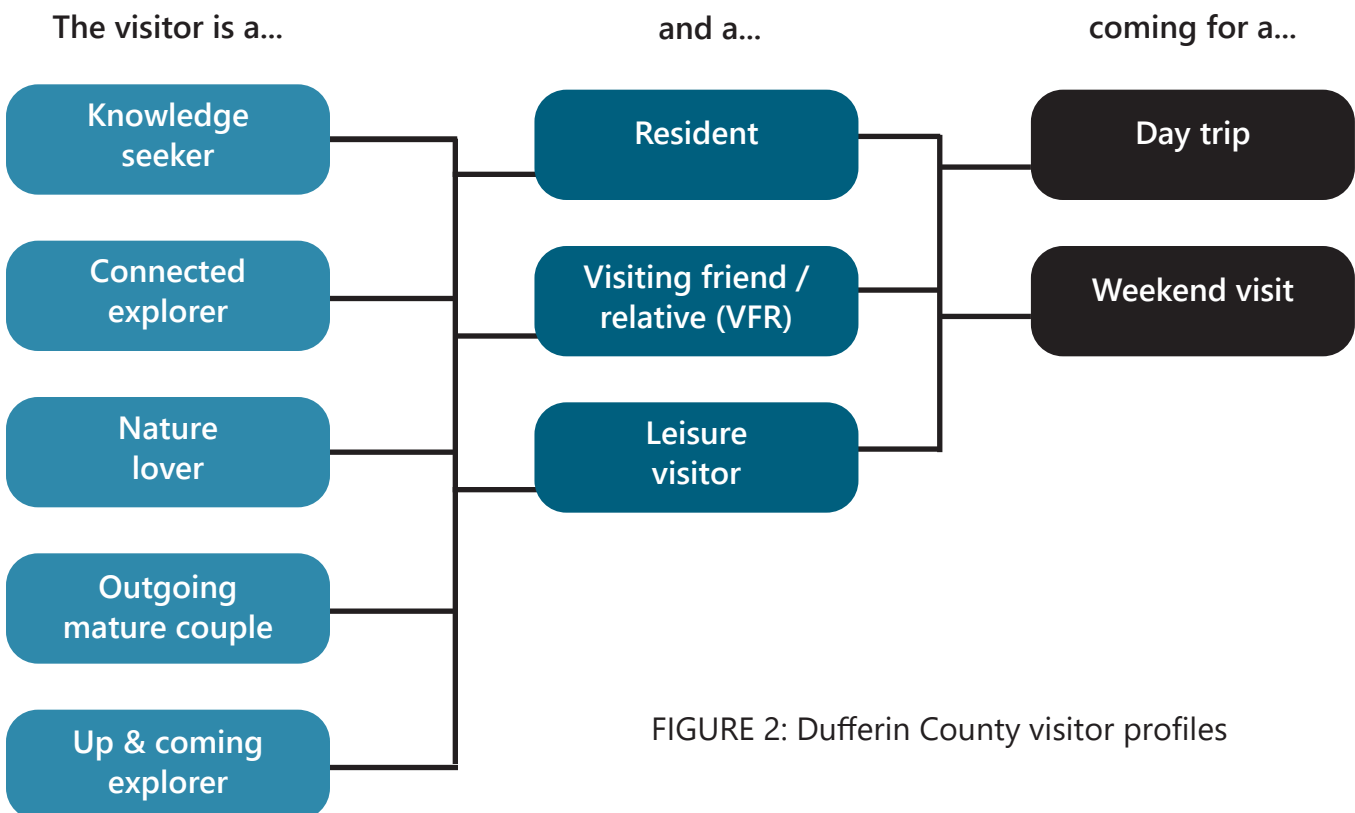 The visitor is a...
and a...
coming for a...
Knowledge
seeker
Connected
explorer
Nature
lover
Outgoing
mature couple
Up & coming
explorer
Resident
Visiting friend /
relative (VFR)
Leisure
visitor
Day trip
Weekend visit
FIGURE 2: Dufferin County visitor profiles